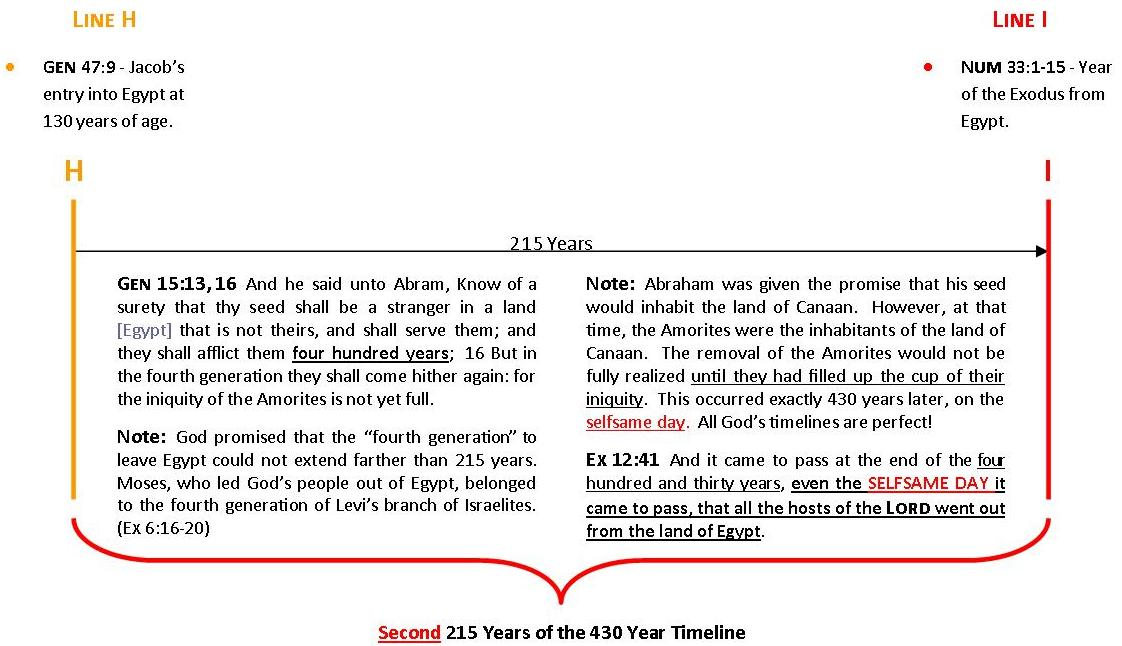 LINE H
GEN 47:9 - Jacob's
entry into Egypt at
130 years of age.
H
LINE I
NUM 33:1-15 - Year
of the Exodus from
Egypt.
I
215 Years
GEN 15:13, 16 And he said unto Abram, Know of a
surety that thy seed shall be a stranger in a land
[Egypt] that is not theirs, and shall serve them; and
they shall afflict them four hundred years; 16 But in
the fourth generation they shall come hither again: for
the iniquity of the Amorites is not yet full.
Note: God promised that the "fourth generation" to
leave Egypt could not extend farther than 215 years.
Moses, who led God's people out of Egypt, belonged
to the fourth generation of Levi's branch of Israelites.
(Ex 6:16-20)
Note: Abraham was given the promise that his seed
would inhabit the land of Canaan. However, at that
time, the Amorites were the inhabitants of the land of
Canaan. The removal of the Amorites would not be
fully realized until they had filled up the cup of their
iniquity. This occurred exactly 430 years later, on the
selfsame day. All God's timelines are perfect!
EX 12:41 And it came to pass at the end of the four
hundred and thirty years, even the SELFSAME DAY it
came to pass, that all the hosts of the LORD went out
from the land of Egypt.
Second 215 Years of the 430 Year Timeline